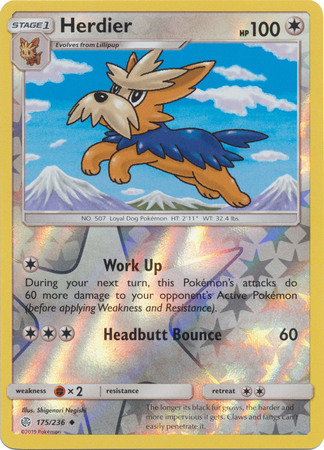 STAGE 1
Herdier
HP 100
Evolves from Lillipup
NO. 507 Loyal Dog Pokémon HT: 2'11" WT: 32.4 lbs.
Work Up
During your next turn, this Pokémon's attacks do
60 more damage to your opponent's Active Pokémon
(before applying Weakness and Resistance).
Headbutt Bounce 60
weakness ×2 resistance retreat
Illus. Shigenori Negishi
175/236
©2019 Pokémon
The longer its black fur grows, the harder and
more impervious it gets. Claws and fangs can't
easily penetrate it.